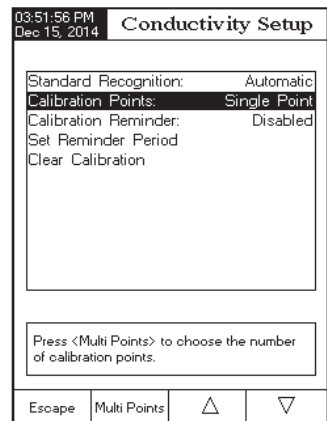 03:51:56 PM
Dec 15, 2014
Conductivity Setup
Standard Recognition: Automatic
Calibration Points: Single Point
Calibration Reminder: Disabled
Set Reminder Period
Clear Calibration
Press <Multi Points> to choose the number
of calibration points.
Escape Multi Points △ ▽